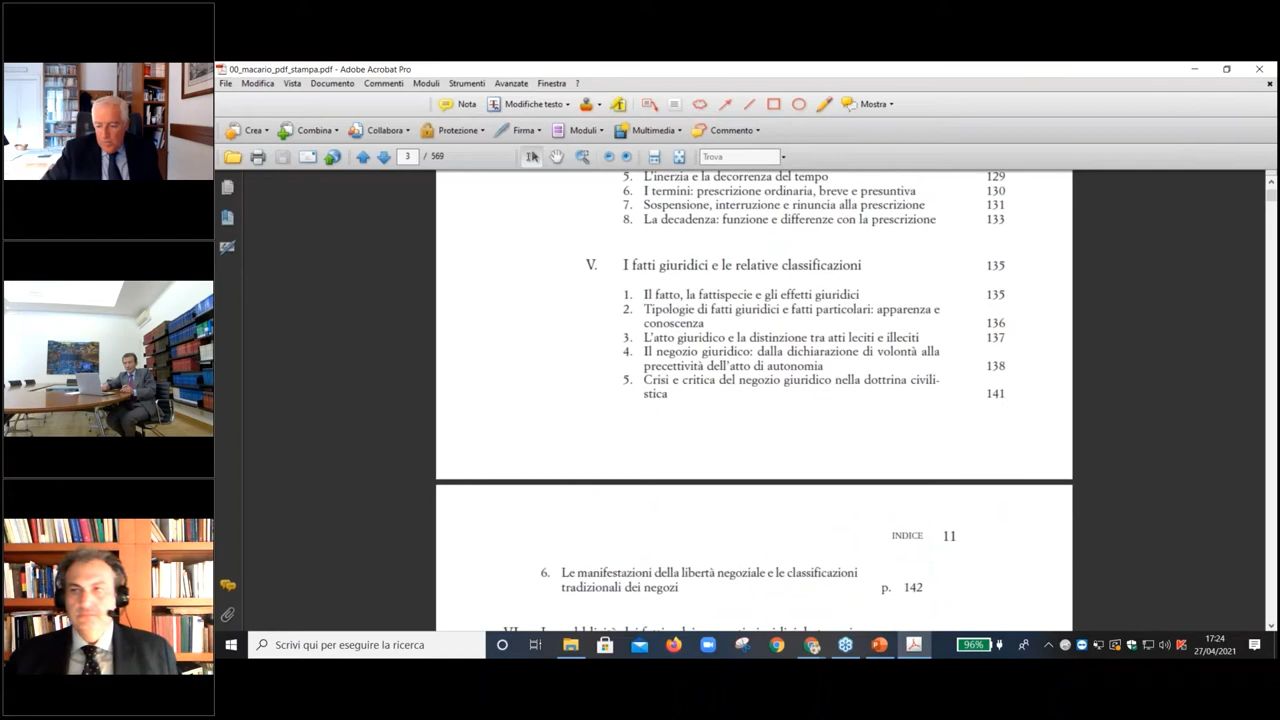 00_macario_pdf_stampa.pdf - Adobe Acrobat Pro
File Modifica Vista Documento Commenti Moduli Strumenti Avanzate Finestra ?
Nota Modifiche testo Mostra
Crea Combina Collabora Protezione Firma Moduli Multimedia Commento
3 / 569 Trova
5. L'inerzia e la decorrenza del tempo 129
6. I termini: prescrizione ordinaria, breve e presuntiva 130
7. Sospensione, interruzione e rinuncia alla prescrizione 131
8. La decadenza: funzione e differenze con la prescrizione 133
V. I fatti giuridici e le relative classificazioni 135
1. Il fatto, la fattispecie e gli effetti giuridici 135
2. Tipologie di fatti giuridici e fatti particolari: apparenza e
conoscenza 136
3. L'atto giuridico e la distinzione tra atti leciti e illeciti 137
4. Il negozio giuridico: dalla dichiarazione di volontà alla
precettività dell'atto di autonomia 138
5. Crisi e critica del negozio giuridico nella dottrina civili-
stica 141
INDICE 11
6. Le manifestazioni della libertà negoziale e le classificazioni
tradizionali dei negozi p. 142
Scrivi qui per eseguire la ricerca 96% 17:24
27/04/2021